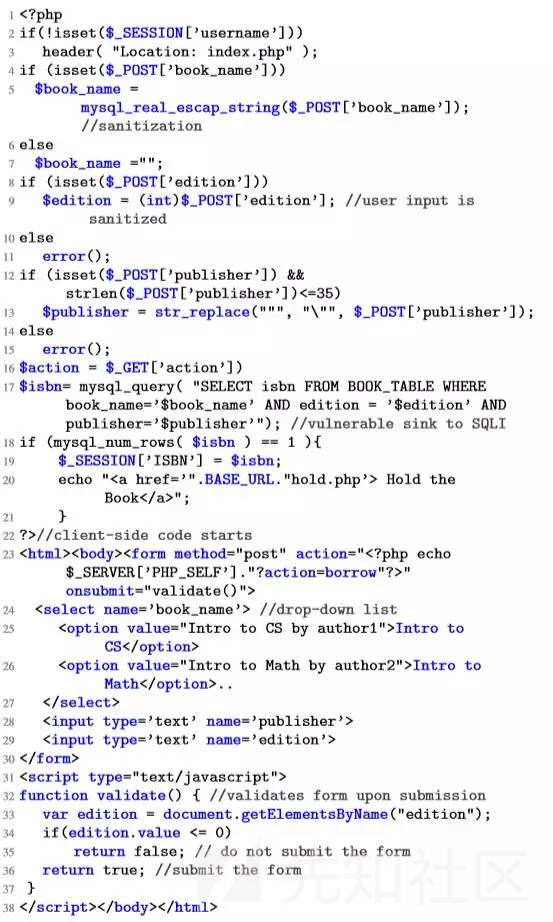 1 <?php
2 if(!isset($_SESSION['username']))
3 header( "Location: index.php" );
4 if (isset($_POST['book_name']))
5 $book_name =
mysql_real_escap_string($_POST['book_name']);
//sanitization
6 else
7 $book_name ="";
8 if (isset($_POST['edition']))
9 $edition = (int)$_POST['edition']; //user input is
sanitized
10 else
11 error();
12 if (isset($_POST['publisher']) &&
strlen($_POST['publisher'])<=35)
13 $publisher = str_replace(""", "\"", $_POST['publisher']);
14 else
15 error();
16 $action = $_GET['action'])
17 $isbn= mysql_query( "SELECT isbn FROM BOOK_TABLE WHERE
book_name='$book_name' AND edition = '$edition' AND
publisher='$publisher'"); //vulnerable sink to SQLI
18 if (mysql_num_rows( $isbn ) == 1 ){
19 $_SESSION['ISBN'] = $isbn;
20 echo "<a href='".BASE_URL."hold.php'> Hold the
Book</a>";
21 }
22 ?>//client-side code starts
23 <html><body><form method="post" action="<?php echo
$_SERVER['PHP_SELF']."?action=borrow"?>"
onsubmit="validate()">
24 <select name='book_name'> //drop-down list
25 <option value="Intro to CS by author1">Intro to
CS</option>
26 <option value="Intro to Math by author2">Intro to
Math</option>..
27 </select>
28 <input type='text' name='publisher'>
29 <input type='text' name='edition'>
30 </form>
31 <script type="text/javascript">
32 function validate() { //validates form upon submission
33 var edition = document.getElementsByName("edition");
34 if(edition.value <= 0)
35 return false; // do not submit the form
36 return true; //submit the form
37 }
38 </script></body></html>
先知社区